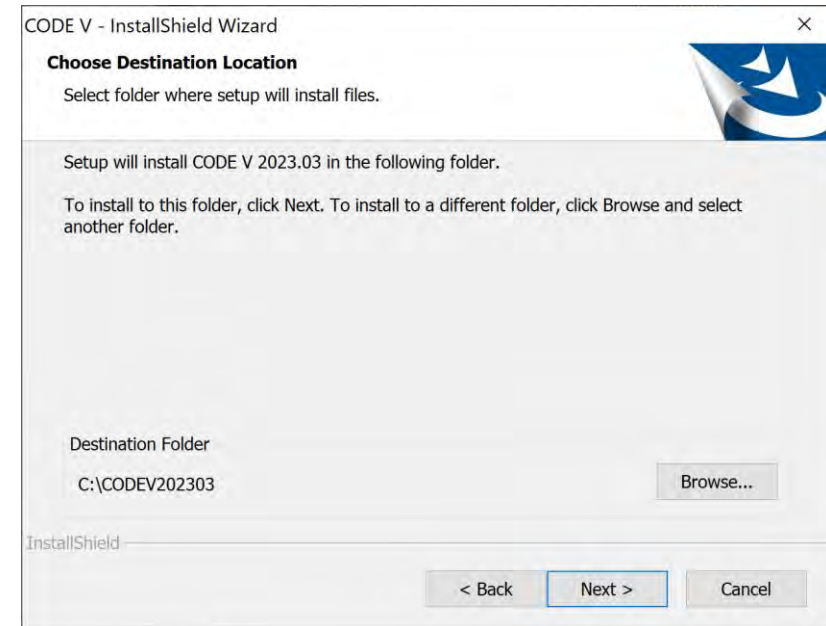 CODE V - InstallShield Wizard
Choose Destination Location
Select folder where setup will install files.
Setup will install CODE V 2023.03 in the following folder.
To install to this folder, click Next. To install to a different folder, click Browse and select
another folder.
Destination Folder
C:\CODEV202303
Browse...
InstallShield
< Back
Next >
Cancel